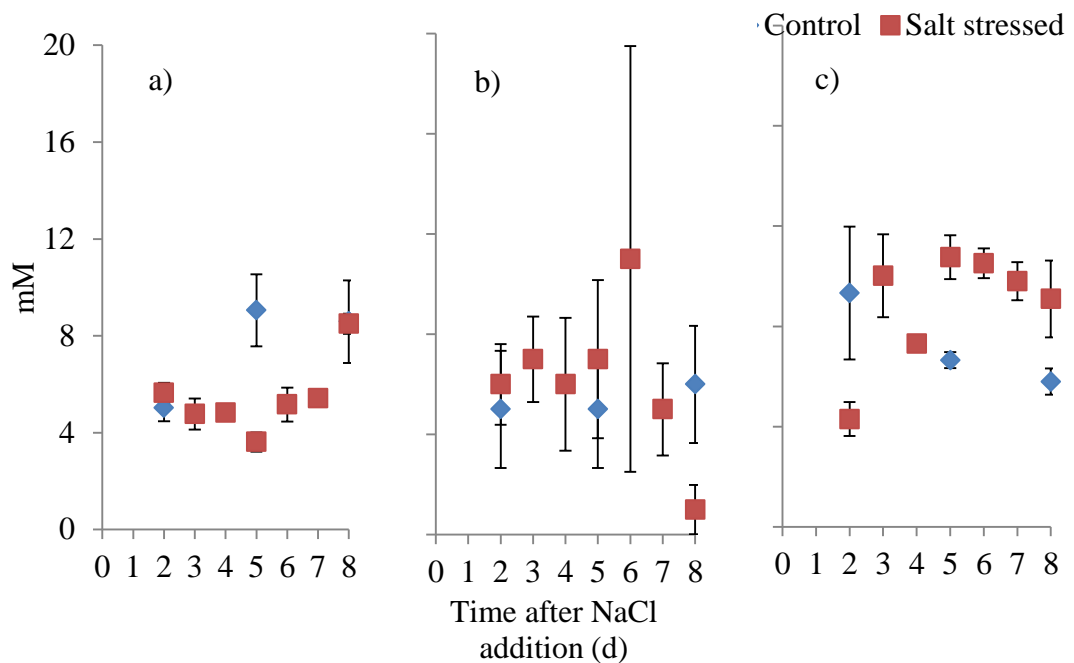 Control Salt stressed
20
16
12
8
4
0
mM
a)
b)
c)
0 1 2 3 4 5 6 7 8
0 1 2 3 4 5 6 7 8
0 1 2 3 4 5 6 7 8
Time after NaCl
addition (d)